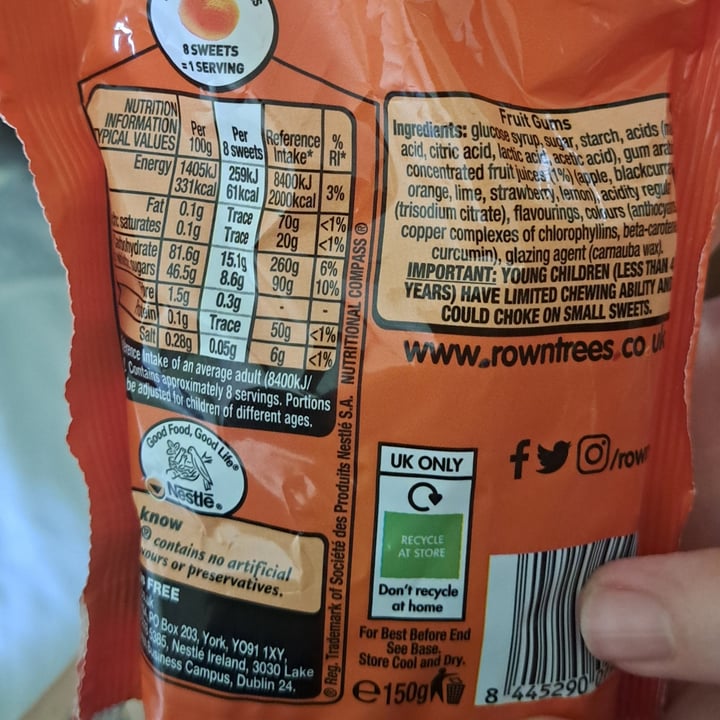 8 SWEETS
= 1 SERVING
NUTRITION
INFORMATION
TYPICAL VALUES
Per
100g
Per
8 sweets
Reference
Intake*
%
RI*
Energy 1405kJ 259kJ 8400kJ
331kcal 61kcal 2000kcal 3%
Fat 0.1g Trace 70g <1%
saturates 0.1g Trace 20g <1%
Carbohydrate 81.6g 15.1g 260g 6%
sugars 46.5g 8.6g 90g 10%
1.5g 0.3g - -
0.1g Trace 50g <1%
Salt 0.28g 0.05g 6g <1%
intake of an average adult (8400kJ/
Contains approximately 8 servings. Portions
be adjusted for children of different ages.
Fruit Gums
Ingredients: glucose syrup, sugar, starch, acids
acid, citric acid, lactic acid, acetic acid), gum
concentrated fruit juices (1%) (apple,
orange, lime, strawberry, lemon), acidity
(trisodium citrate), flavourings, colours
copper complexes of chlorophyllins,
curcumin), glazing agent (carnauba wax).
IMPORTANT: YOUNG CHILDREN (LESS THAN 4
YEARS) HAVE LIMITED CHEWING ABILITY AND
COULD CHOKE ON SMALL SWEETS.
www.rowntrees.co.uk
® Reg. Trademark of Société des Produits Nestlé S.A. NUTRITIONAL COMPASS ®
Good Food, Good Life®
Nestlé®
know
® contains no artificial
or preservatives.
FREE
PO Box 203, York, YO91 1XY,
5385, Nestlé Ireland, 3030 Lake
Business Campus, Dublin 24.
UK ONLY
RECYCLE
AT STORE
Don't recycle
at home
For Best Before End
See Base.
Store Cool and Dry.
e150g
8 445290